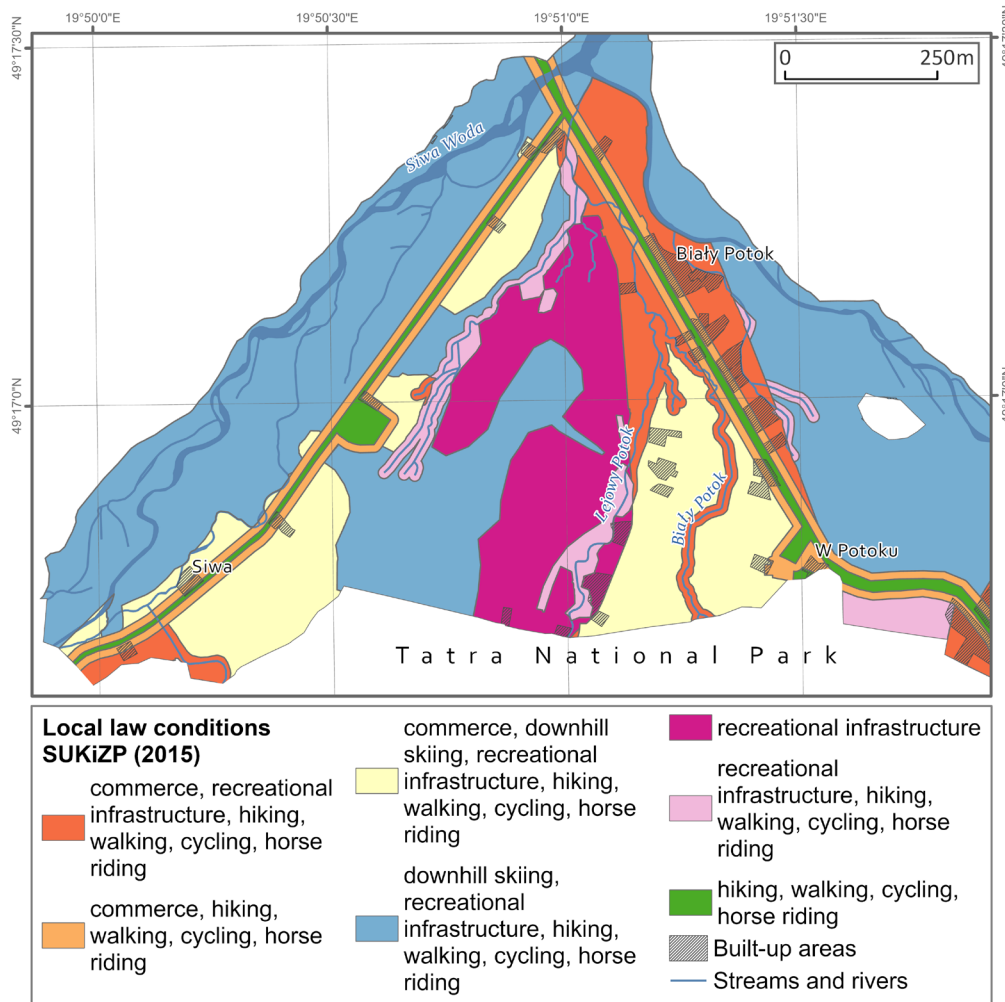 19°50'0"E
19°50'30"E
19°51'0"E
19°51'30"E
49°17'30"N
0
250m
Siwa Woda
Biały Potok
49°17'0"N
Lejowy Potok
Biały Potok
W Potoku
Siwa
Tatra National Park
Local law conditions
SUKiZP (2015)
commerce, recreational
infrastructure, hiking,
walking, cycling, horse
riding
commerce, hiking,
walking, cycling, horse
riding
commerce, downhill
skiing, recreational
infrastructure, hiking,
walking, cycling, horse
riding
downhill skiing,
recreational
infrastructure, hiking,
walking, cycling, horse
riding
recreational infrastructure
recreational
infrastructure, hiking,
walking, cycling, horse
riding
hiking, walking, cycling,
horse riding
Built-up areas
Streams and rivers